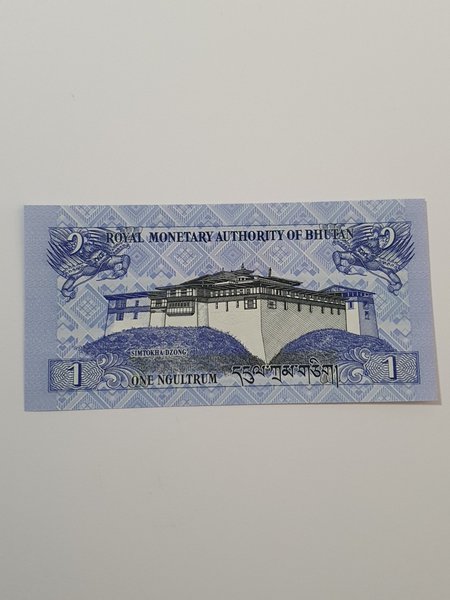 ROYAL MONETARY AUTHORITY OF BHUTAN
SIMTOKHA DZONG
1
ONE NGULTRUM
དངུལ་ཀྲམ་གཅིག།
1